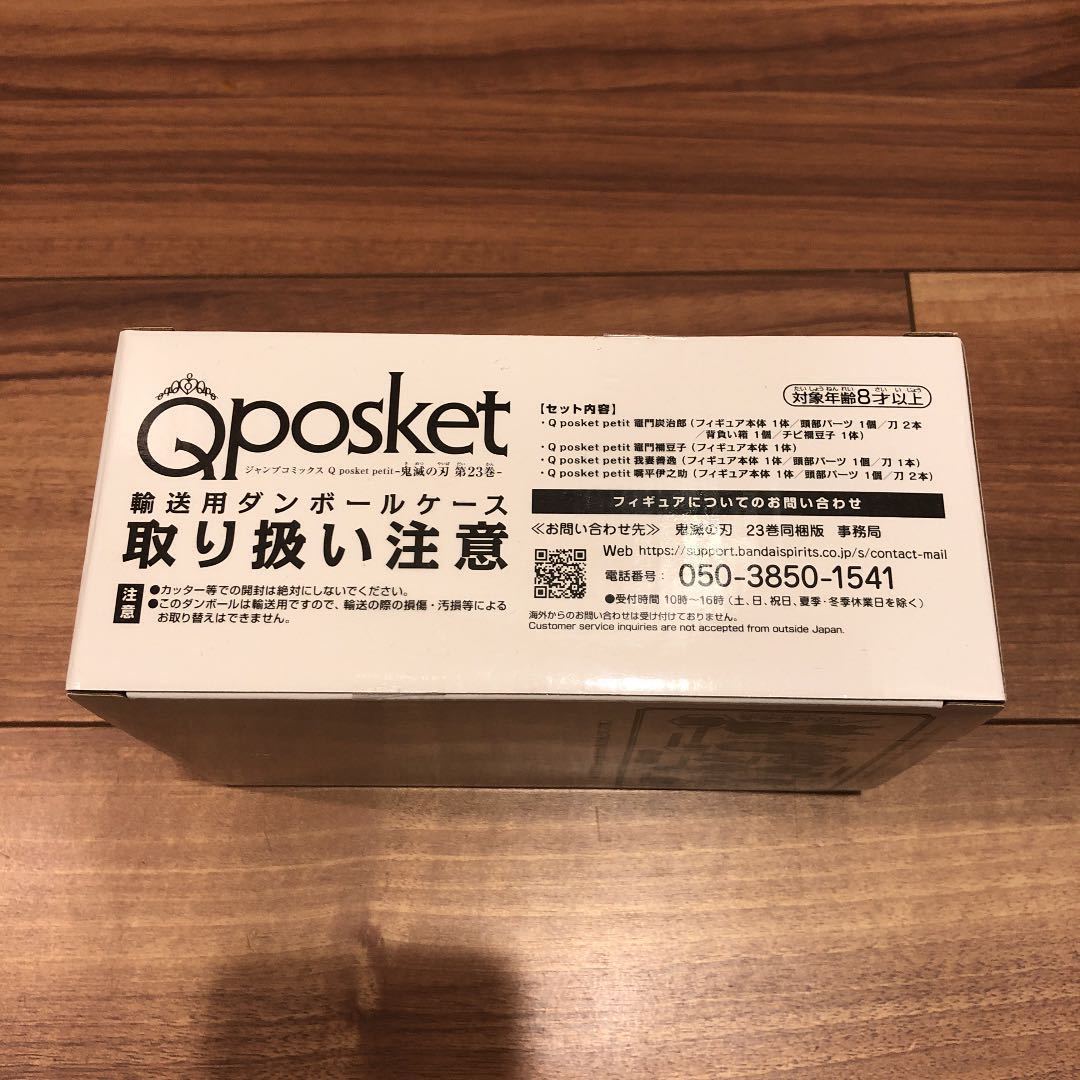 Qposket
ジャンプコミックス Q posket petit-鬼滅の刃 第23巻-
輸送用ダンボールケース
取り扱い注意
注意
●カッター等での開封は絶対にしないでください。
●このダンボールは輸送用ですので、輸送の際の損傷・汚損等による
お取り替えはできません。
対象年齢8才以上
【セット内容】
・Q posket petit 竈門炭治郎(フィギュア本体 1体/頭部パーツ 1個/刀 2本
/背負い箱 1個/チビ禰豆子 1体)
・Q posket petit 竈門禰豆子(フィギュア本体 1体)
・Q posket petit 我妻善逸(フィギュア本体 1体/頭部パーツ 1個/刀 1本)
・Q posket petit 嘴平伊之助(フィギュア本体 1体/頭部パーツ 1個/刀 2本)
フィギュアについてのお問い合わせ
≪お問い合わせ先≫ 鬼滅の刃 23巻同梱版 事務局
Web https://support.bandaispirits.co.jp/s/contact-mail
電話番号: 050-3850-1541
●受付時間 10時〜16時(土、日、祝日、夏季・冬季休業日を除く)
海外からのお問い合わせは受け付けておりません。
Customer service inquiries are not accepted from outside Japan.